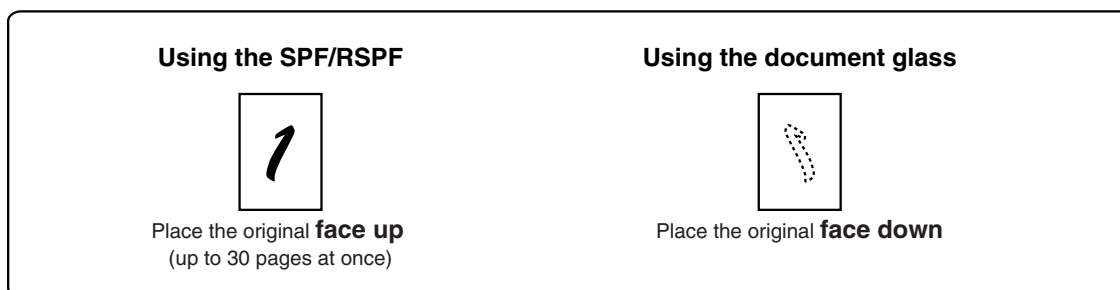 Using the SPF/RSPF
1
Place the original face up
(up to 30 pages at once)
Using the document glass
1
Place the original face down